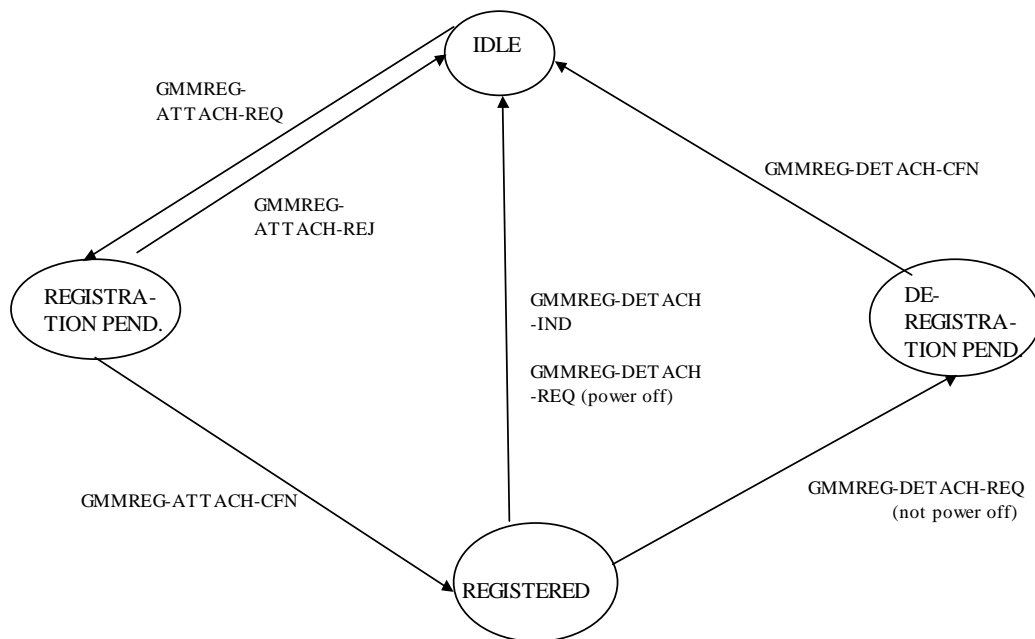 IDLE
GMMREG-
ATTACH-REQ
GMMREG-DETACH-CFN
GMMREG-
ATTACH-REJ
REGISTRA-
TION PEND.
GMMREG-DETACH
-IND
GMMREG-DETACH
-REQ (power off)
DE-
REGISTRA-
TION PEND.
GMMREG-ATTACH-CFN
GMMREG-DETACH-REQ
(not power off)
REGISTERED